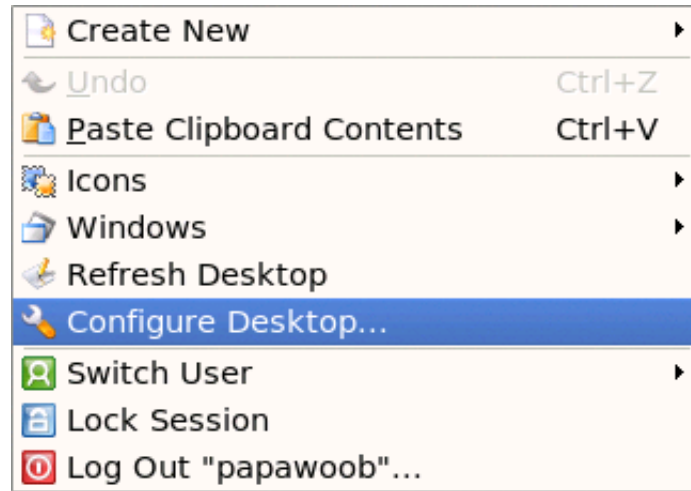 Create New
Undo Ctrl+Z
Paste Clipboard Contents Ctrl+V
Icons
Windows
Refresh Desktop
Configure Desktop...
Switch User
Lock Session
Log Out "papawoob"...